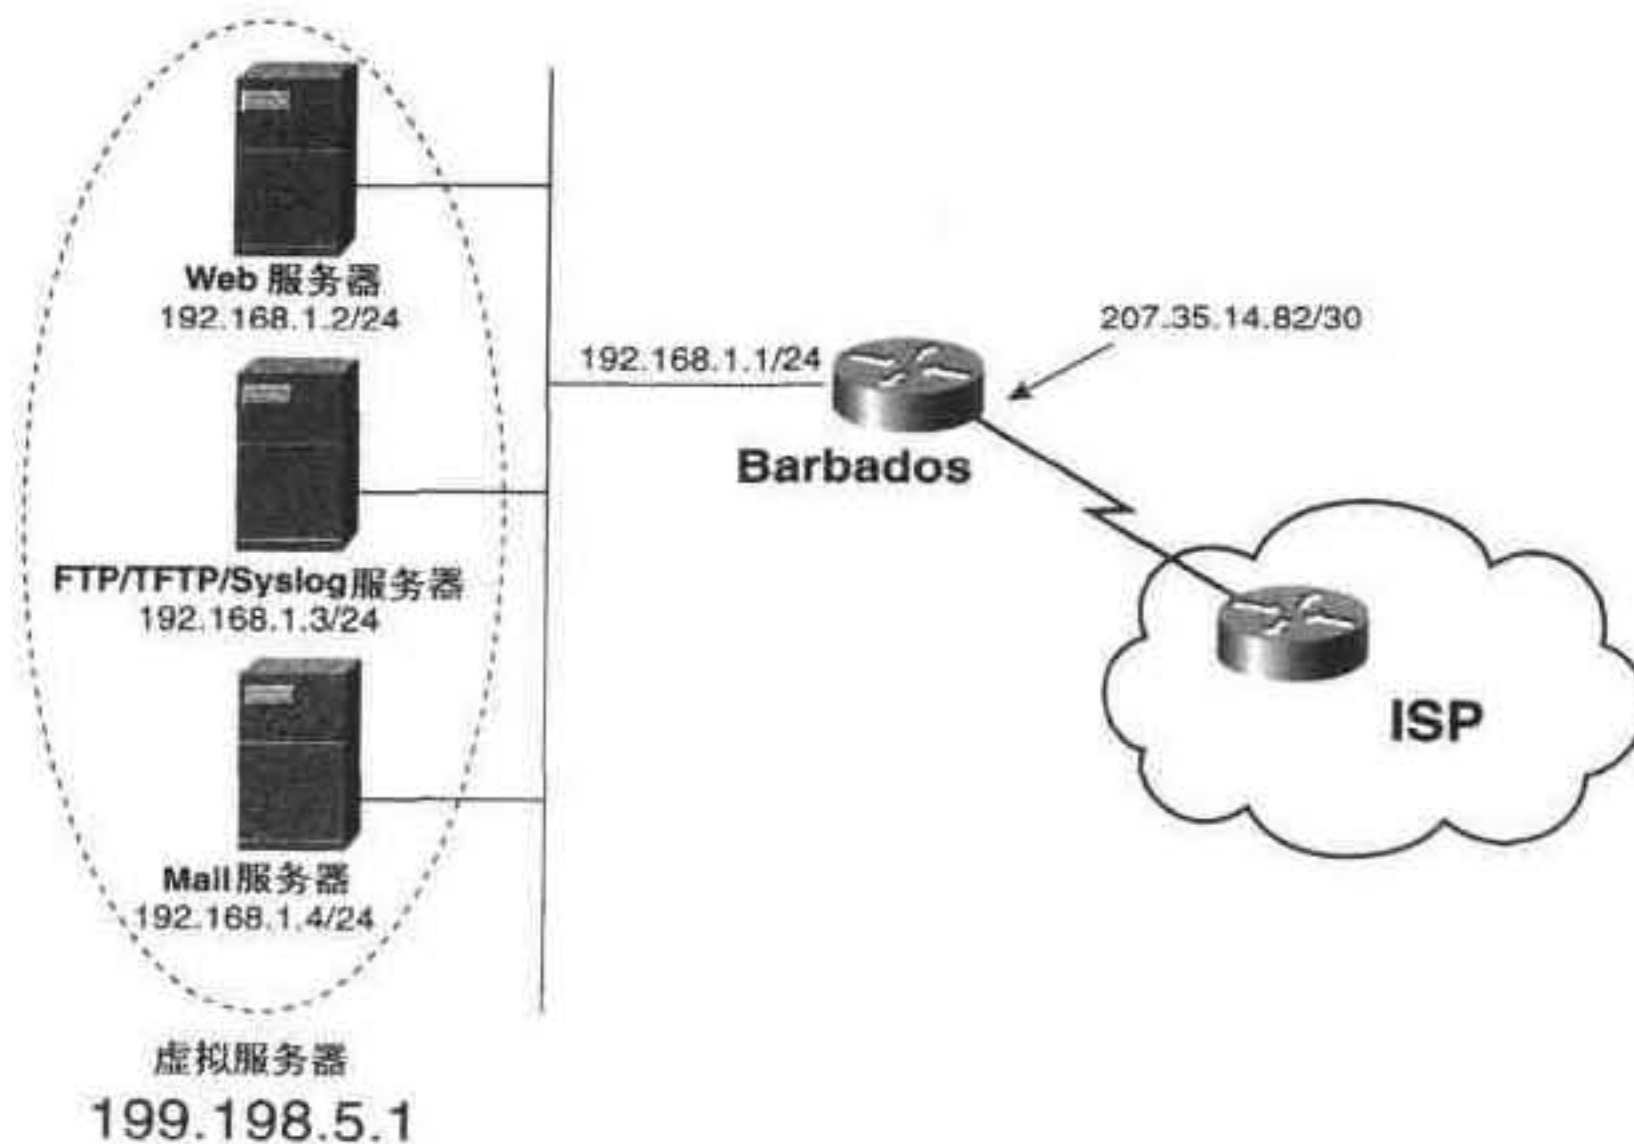 Web 服务器
192.168.1.2/24
FTP/TFTP/Syslog服务器
192.168.1.3/24
Mail服务器
192.168.1.4/24
虚拟服务器
199.198.5.1
192.168.1.1/24
Barbados
207.35.14.82/30
ISP